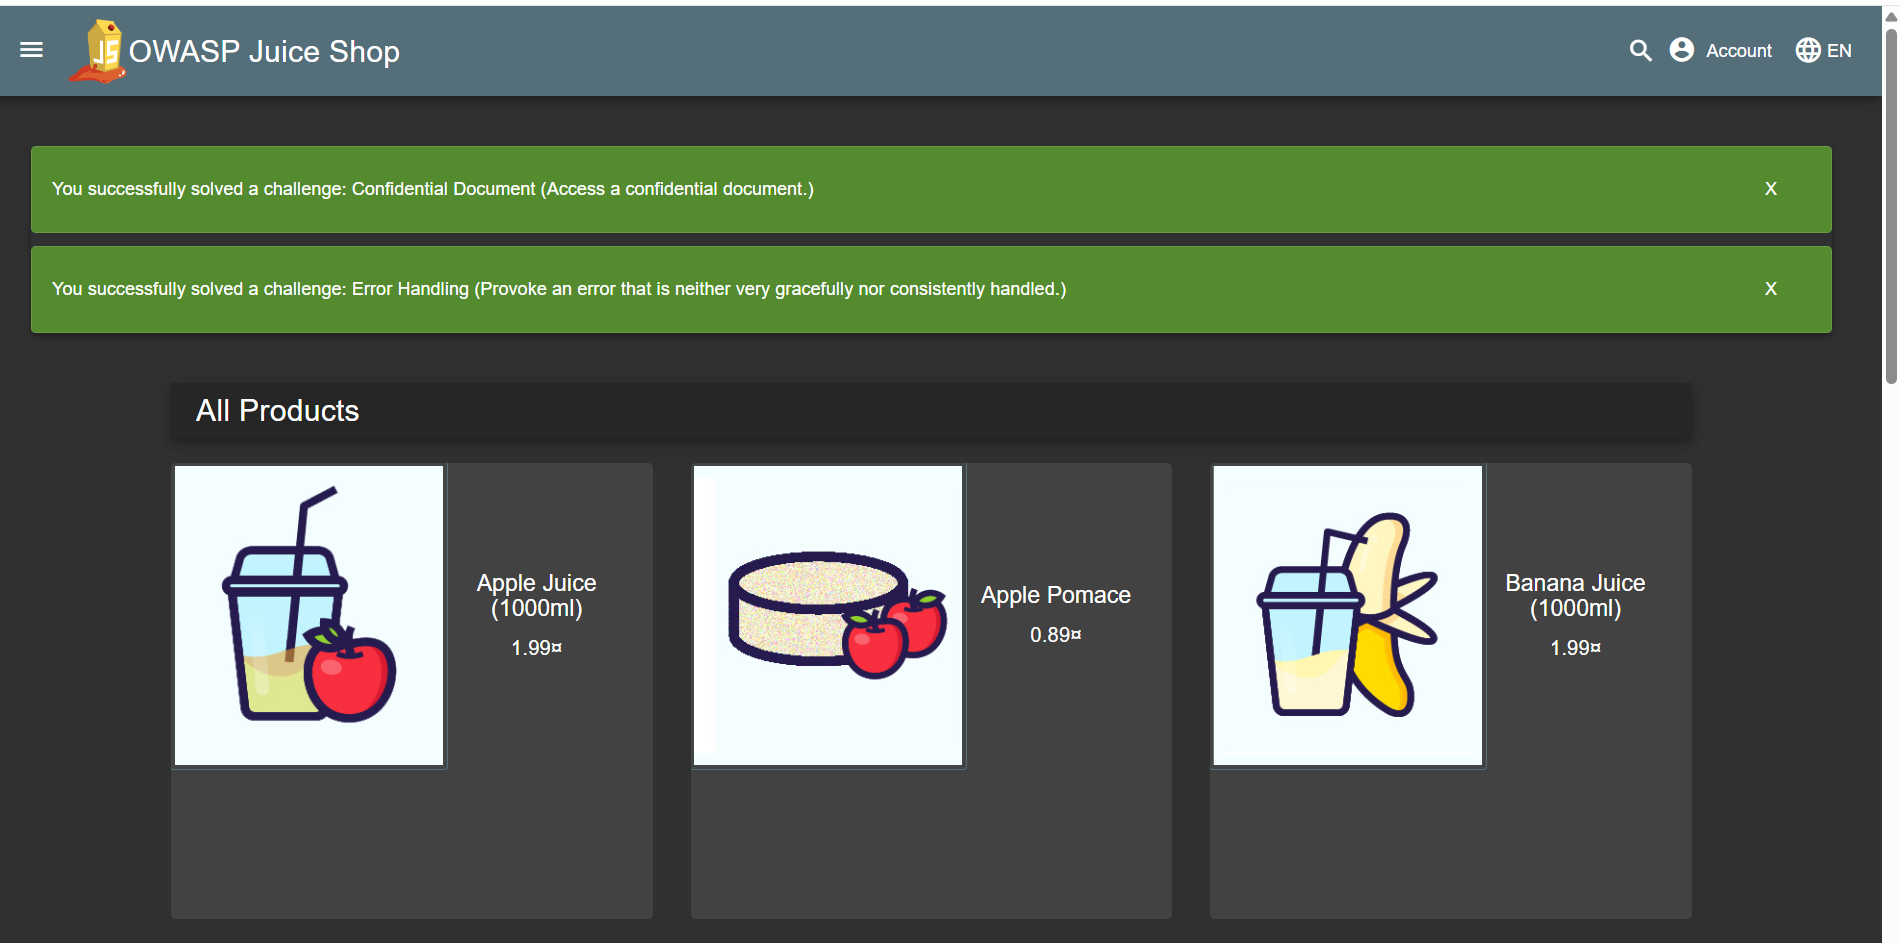 OWASP Juice Shop
Account
EN
You successfully solved a challenge: Confidential Document (Access a confidential document.)
X
You successfully solved a challenge: Error Handling (Provoke an error that is neither very gracefully nor consistently handled.)
X
All Products
Apple Juice
(1000ml)
1.99¤
Apple Pomace
0.89¤
Banana Juice
(1000ml)
1.99¤